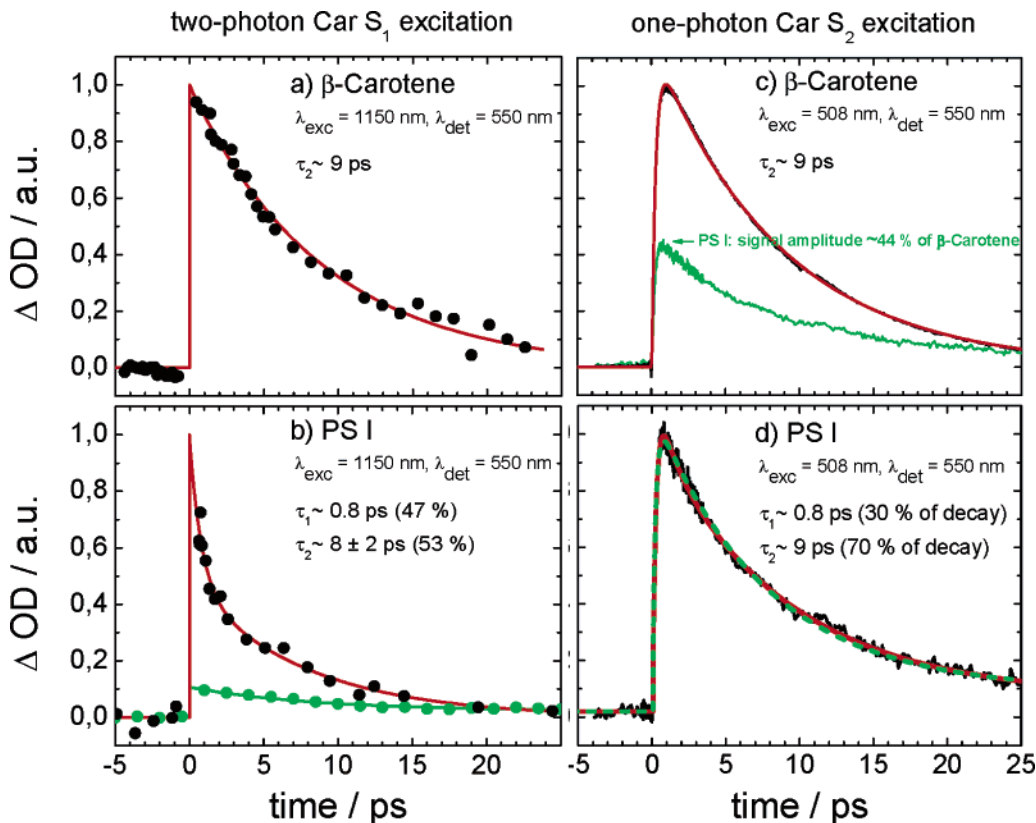 two-photon Car S₁ excitation
one-photon Car S₂ excitation
Δ OD / a.u.
1,0
0,8
0,6
0,4
0,2
0,0
a) β-Carotene
λexc = 1150 nm, λdet = 550 nm
τ₂~ 9 ps
c) β-Carotene
λexc = 508 nm, λdet = 550 nm
τ₂~ 9 ps
PS I: signal amplitude ~44 % of β-Carotene
Δ OD / a.u.
1,0
0,8
0,6
0,4
0,2
0,0
b) PS I
λexc = 1150 nm, λdet = 550 nm
τ₁~ 0.8 ps (47 %)
τ₂~ 8 ± 2 ps (53 %)
d) PS I
λexc = 508 nm, λdet = 550 nm
τ₁~ 0.8 ps (30 % of decay)
τ₂~ 9 ps (70 % of decay)
-5 0 5 10 15 20
-5 0 5 10 15 20 25
time / ps
time / ps